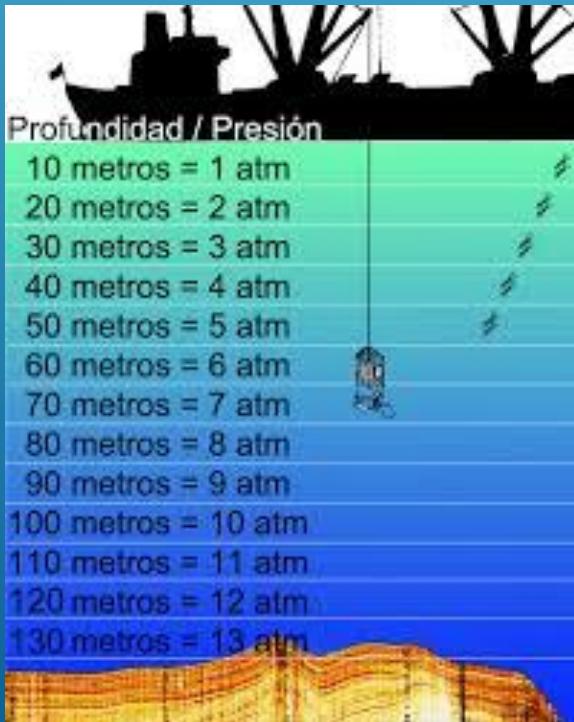 Profundidad / Presión
10 metros = 1 atm
20 metros = 2 atm
30 metros = 3 atm
40 metros = 4 atm
50 metros = 5 atm
60 metros = 6 atm
70 metros = 7 atm
80 metros = 8 atm
90 metros = 9 atm
100 metros = 10 atm
110 metros = 11 atm
120 metros = 12 atm
130 metros = 13 atm